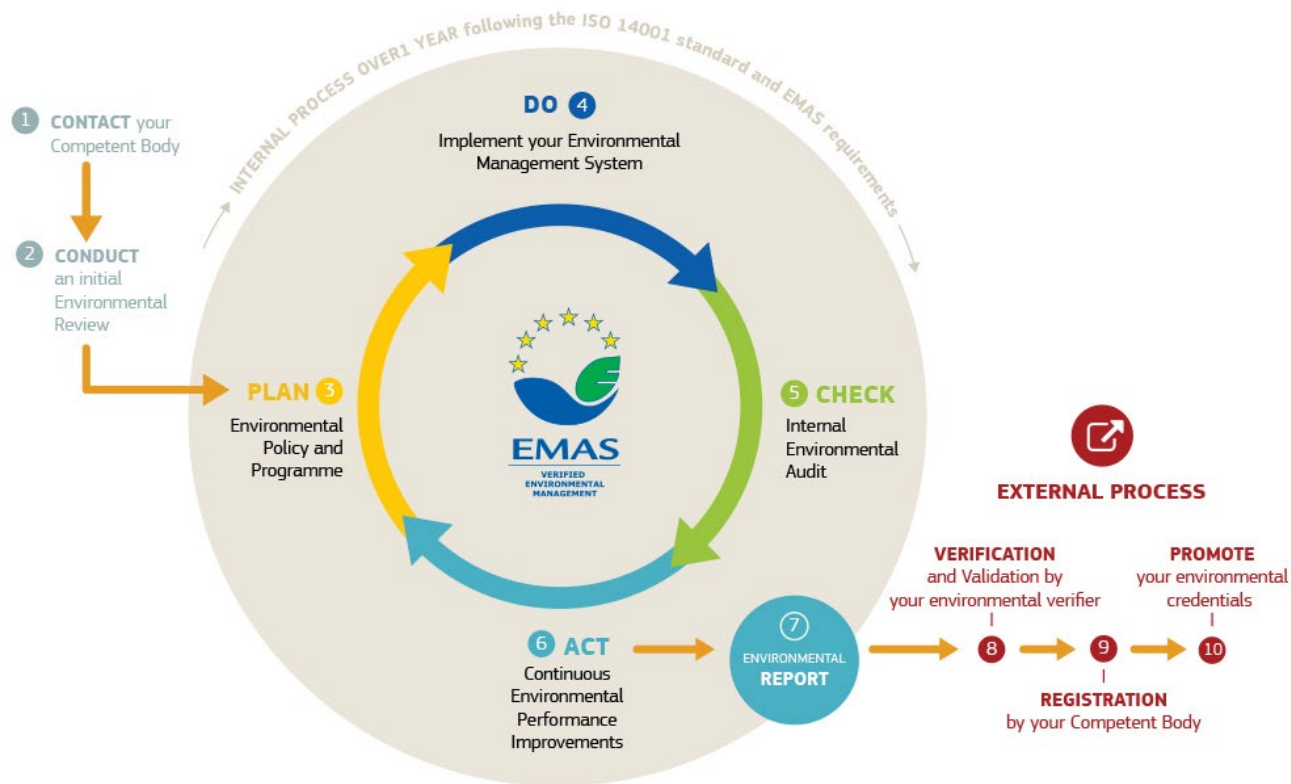 INTERNAL PROCESS OVER1 YEAR following the ISO 14001 standard and EMAS requirements
1 CONTACT your
Competent Body
2 CONDUCT
an initial
Environmental
Review
PLAN 3
Environmental
Policy and
Programme
DO 4
Implement your Environmental
Management System
EMAS
VERIFIED
ENVIRONMENTAL
MANAGEMENT
5 CHECK
Internal
Environmental
Audit
6 ACT
Continuous
Environmental
Performance
Improvements
7
ENVIRONMENTAL
REPORT
EXTERNAL PROCESS
VERIFICATION
and Validation by
your environmental verifier
8
9
REGISTRATION
by your Competent Body
PROMOTE
your environmental
credentials
10